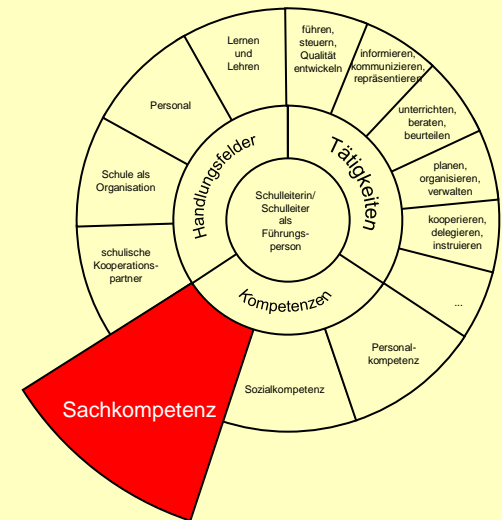 Lernen
und
Lehren
führen,
steuern,
Qualität
entwickeln
informieren,
kommunizieren,
repräsentieren
unterrichten,
beraten,
beurteilen
planen,
organisieren,
verwalten
kooperieren,
delegieren,
instruieren
...
Personal-
kompetenz
Sozialkompetenz
Sachkompetenz
schulische
Kooperations-
partner
Schule als
Organisation
Personal
Handlungsfelder
Tätigkeiten
Kompetenzen
Schulleiterin/
Schulleiter
als
Führungs-
person